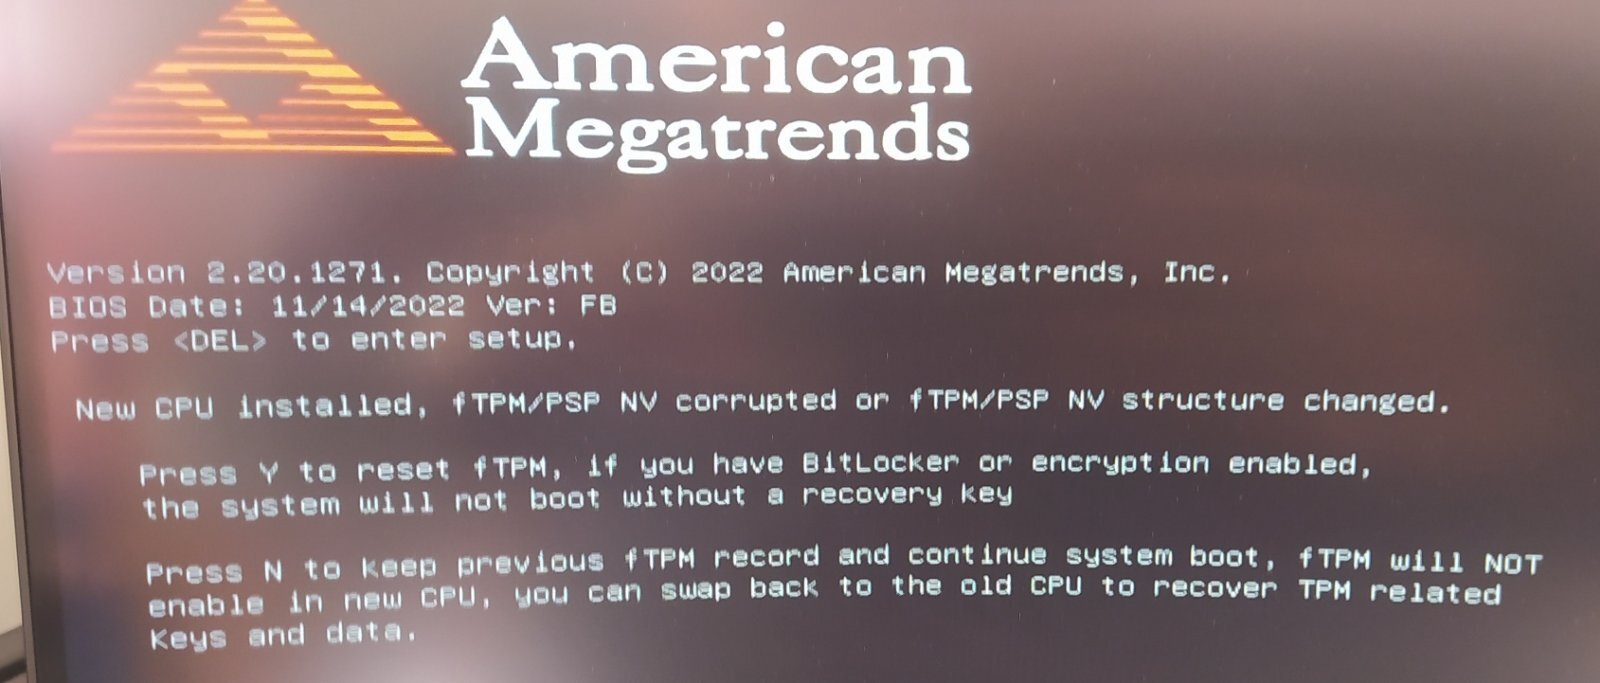 American
Megatrends
Version 2.20.1271. Copyright (C) 2022 American Megatrends, Inc.
BIOS Date: 11/14/2022 Ver: FB
Press <DEL> to enter setup.
New CPU installed, fTPM/PSP NV corrupted or fTPM/PSP NV structure changed.
Press Y to reset fTPM, if you have BitLocker or encryption enabled,
the system will not boot without a recovery key
Press N to keep previous fTPM record and continue system boot, fTPM will NOT
enable in new CPU, you can swap back to the old CPU to recover TPM related
Keys and data.